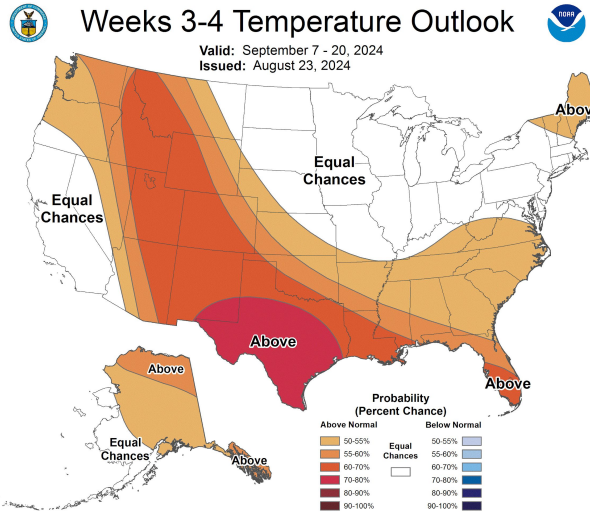 Weeks 3-4 Temperature Outlook
Valid: September 7 - 20, 2024
Issued: August 23, 2024
NOAA
Above
Equal
Chances
Equal
Chances
Above
Above
Above
Equal
Chances
Above
Probability
(Percent Chance)
Above Normal
Below Normal
50-55%
55-60%
60-70%
70-80%
80-90%
90-100%
Equal
Chances
50-55%
55-60%
60-70%
70-80%
80-90%
90-100%